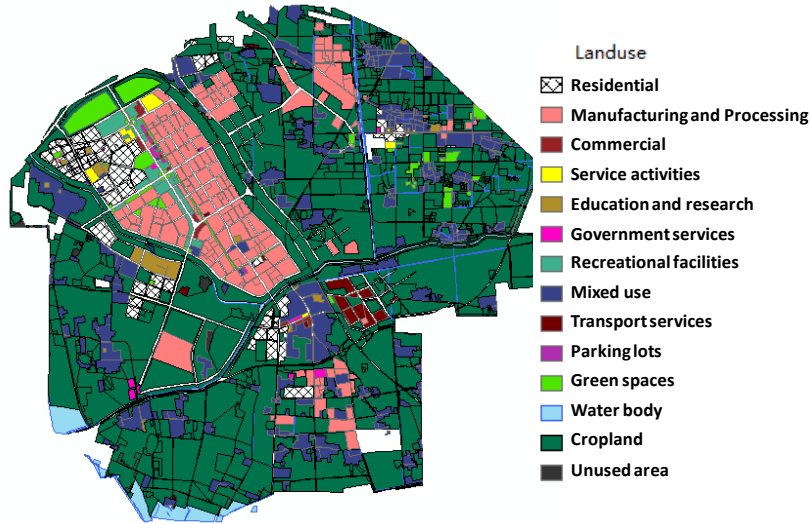 Landuse
Residential
Manufacturing and Processing
Commercial
Service activities
Education and research
Government services
Recreational facilities
Mixed use
Transport services
Parking lots
Green spaces
Water body
Cropland
Unused area